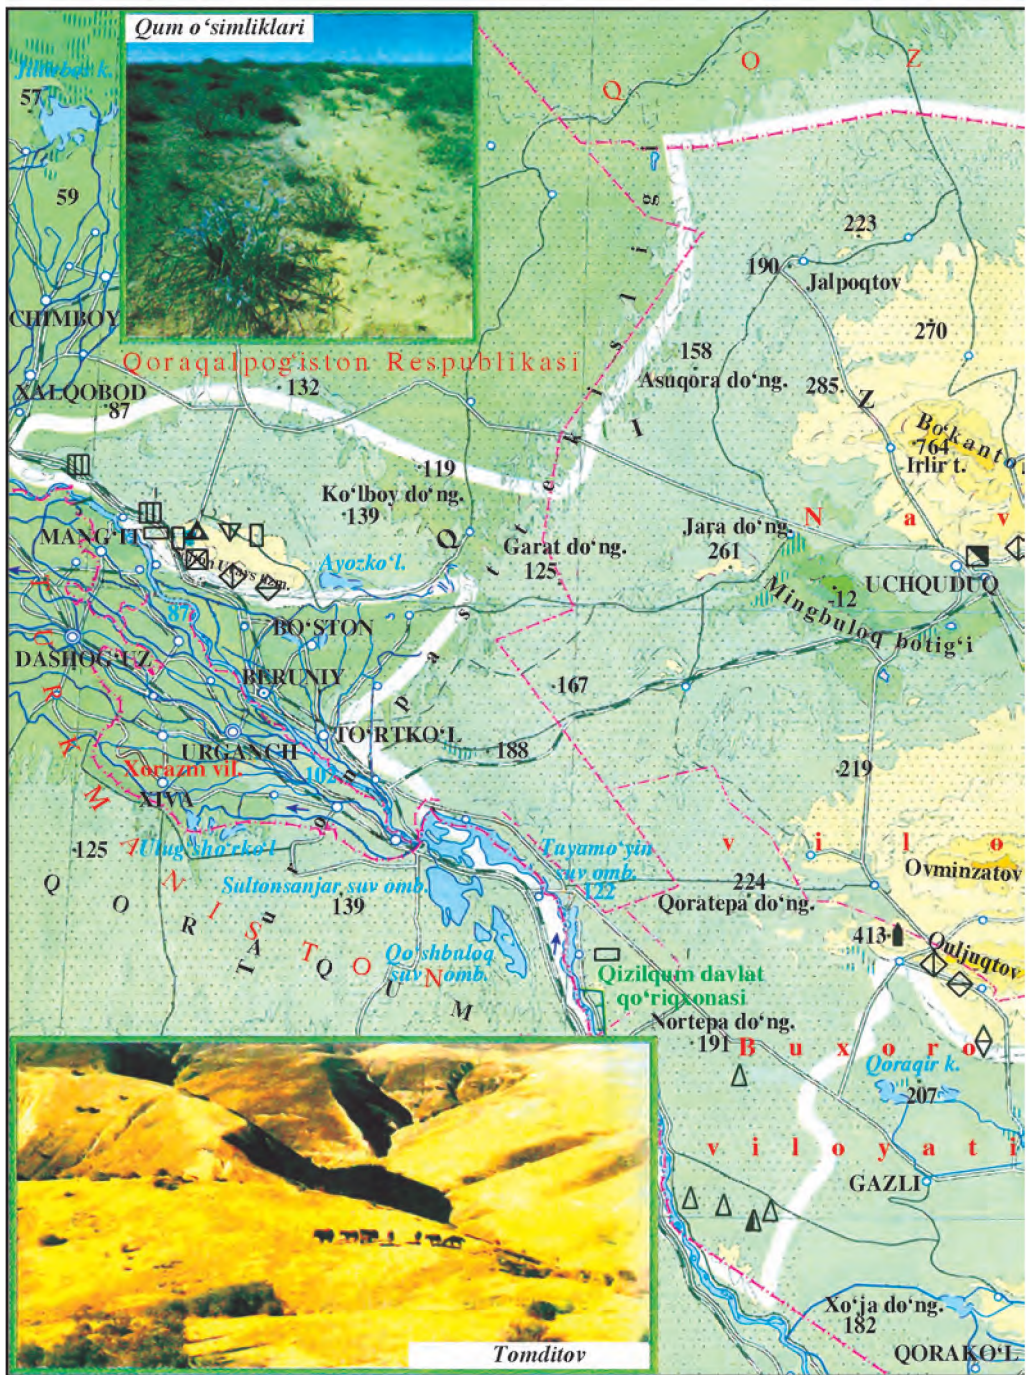 Qum o‘simliklari
Jiltirbas k.
57
59
Q O Z
223
190
Jalpoqtov
270
CHIMBOY
Qoraqalpog'iston Respublikasi
158
Asuqora do‘ng.
285
XALQOBOD
87
132
Bo‘kanto.
764
Irlir t.
119
Ko‘lboy do‘ng.
139
Q I Z
Jara do‘ng.
261
N a v
Garat do‘ng.
125
MANG‘IT
Ayozko‘l.
UCHQUDUQ
-12
Mingbuloq botig‘i
87
BO‘STON
DASHOG‘UZ
BERUNIY
167
TO‘RTKO‘L
URGANCH
188
Xorazm vil.
102
XIVA
219
T U R K M A N I S T O N
T u r o n p a s t t e k i s l i g i
125
Ulug‘sho‘rko‘l
Tuyamo‘yin
suv omb.
122
v i l o
Ovminzatov
Sultonsanjar suv omb.
139
224
Qoratepa do‘ng.
Q O R A Q U M
Qo‘shbuloq
suv omb.
413
Quljuqtov
Qizilqum davlat
qo‘riqxonasi
Nortepa do‘ng.
191
B u x o r o
Qoraqir k.
207
v i l o y a t i
GAZLI
Xo‘ja do‘ng.
182
QORAKO‘L
Tomditov